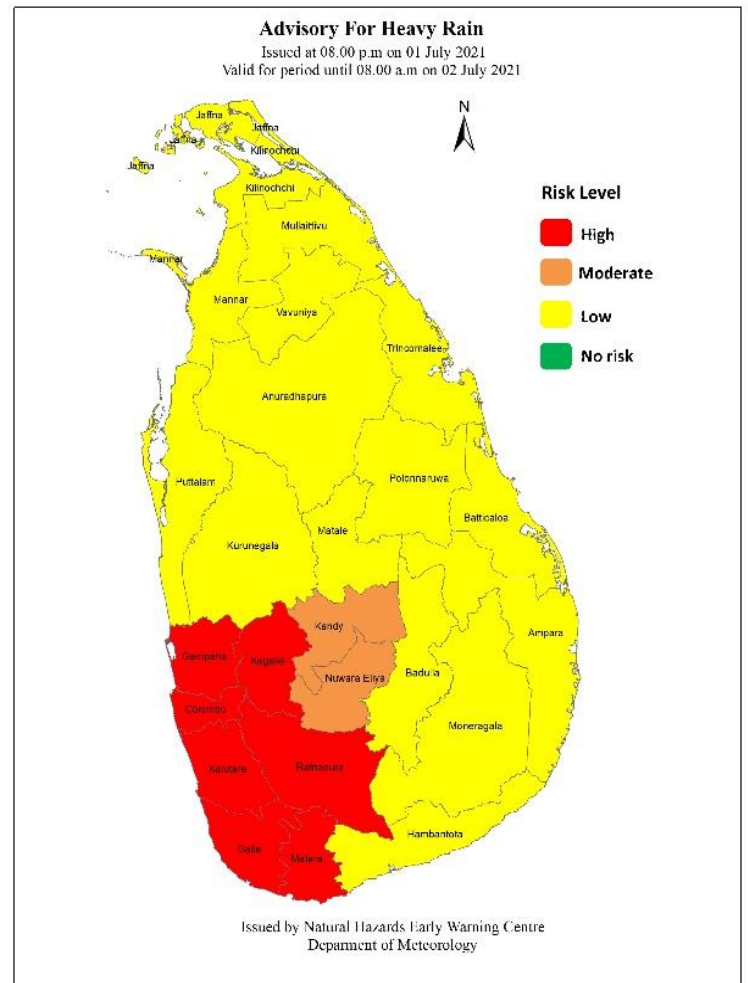 Advisory For Heavy Rain
Issued at 08.00 p.m on 01 July 2021
Valid for period until 08.00 a.m on 02 July 2021
N
Jaffna
Jaffna
Jaffna
Kilinochchi
Jaffna
Kilinochchi
Risk Level
Mullaittivu
High
Mannar
Moderate
Mannar
Vavuniya
Low
Trincomalee
No risk
Anuradhapura
Puttalam
Polonnaruwa
Batticaloa
Matale
Kurunegala
Kandy
Ampara
Gampaha
Kegalle
Nuwara Eliya
Badulla
Colombo
Moneragala
Kalutara
Ratnapura
Hambantota
Galle
Matara
Issued by Natural Hazards Early Warning Centre
Deparment of Meteorology